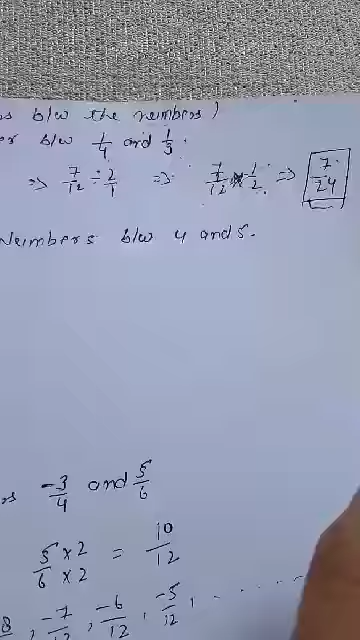 b/w the numbers)
b/w 1/4 and 1/3.
=> 7/12 ÷ 2/1 => 7/12 × 1/2 => 7/24
Numbers b/w 4 and 5.
-3/4 and 5/6
5×2/6×2 = 10/12
8, -7/12, -6/12, -5/12, ........